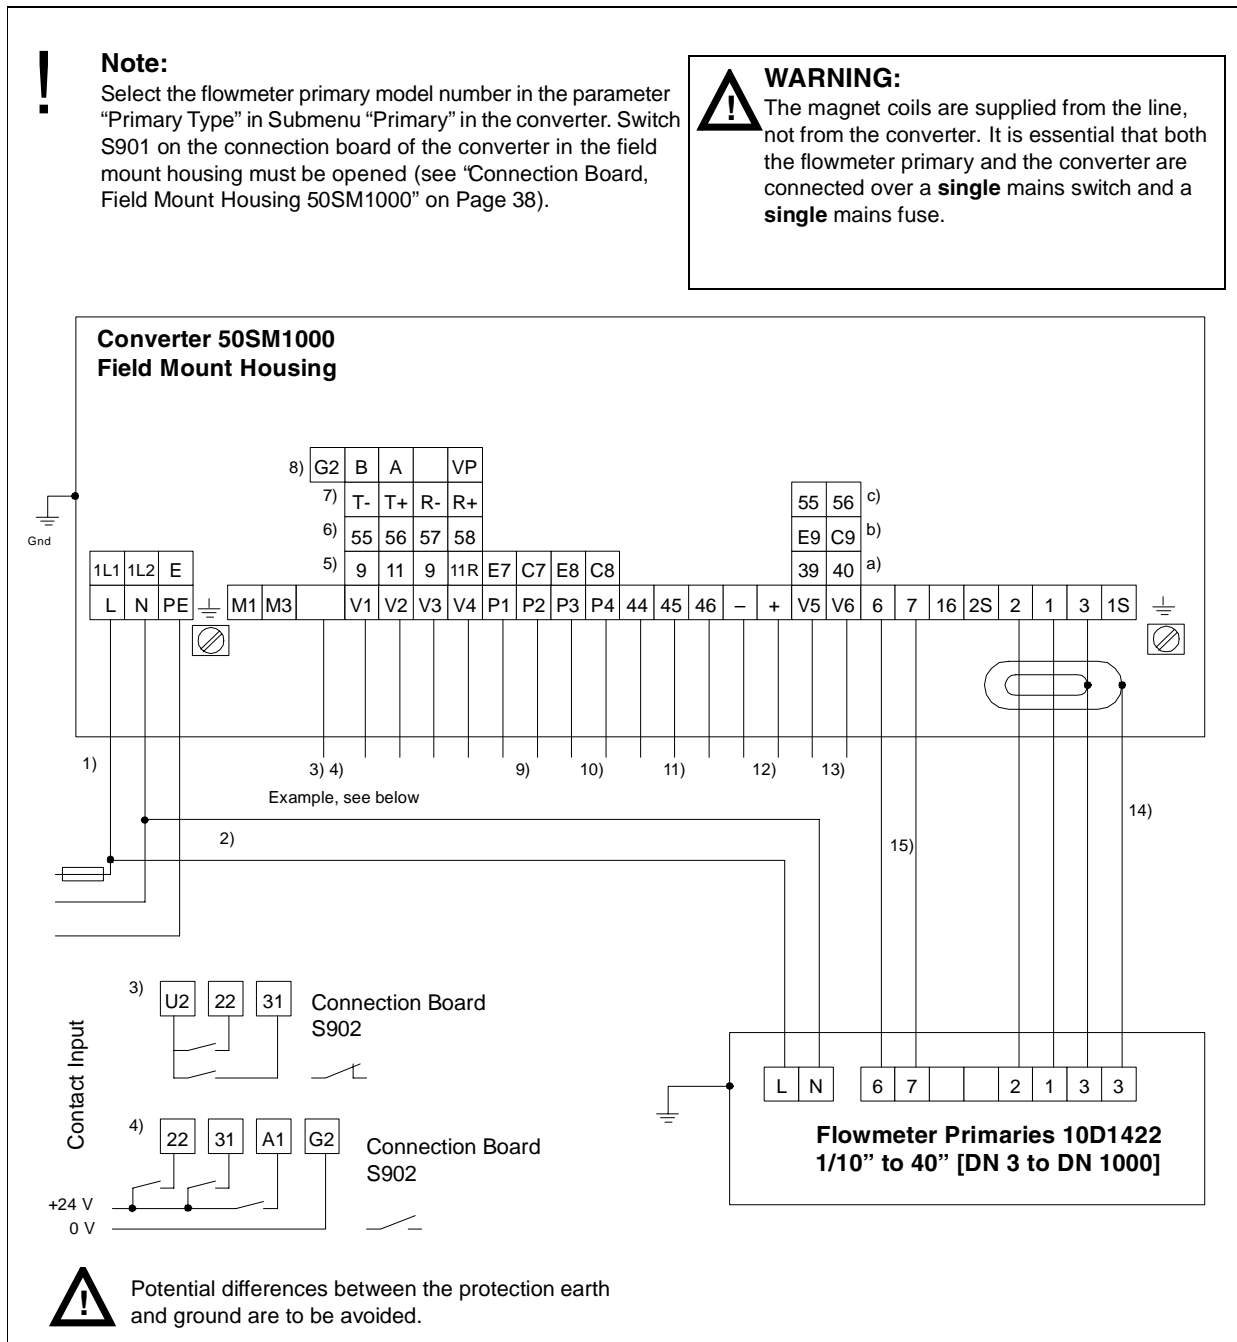 !
Note:
Select the flowmeter primary model number in the parameter
“Primary Type” in Submenu “Primary” in the converter. Switch
S901 on the connection board of the converter in the field
mount housing must be opened (see “Connection Board,
Field Mount Housing 50SM1000” on Page 38).
!
WARNING:
The magnet coils are supplied from the line,
not from the converter. It is essential that both
the flowmeter primary and the converter are
connected over a single mains switch and a
single mains fuse.
Converter 50SM1000
Field Mount Housing
8) G2 B A VP
7) T- T+ R- R+ 55 56 c)
6) 55 56 57 58 E9 C9 b)
Gnd
1L1 1L2 E 5) 9 11 9 11R E7 C7 E8 C8 39 40 a)
L N PE M1 M3 V1 V2 V3 V4 P1 P2 P3 P4 44 45 46 – + V5 V6 6 7 16 2S 2 1 3 1S
1) 3) 4) 9) 10) 11) 12) 13)
Example, see below
14)
2)
15)
Contact Input
3) U2 22 31 Connection Board
S902
4) 22 31 A1 G2 Connection Board
S902
+24 V
0 V
L N 6 7 2 1 3 3
Flowmeter Primaries 10D1422
1/10” to 40” [DN 3 to DN 1000]
!
Potential differences between the protection earth
and ground are to be avoided.